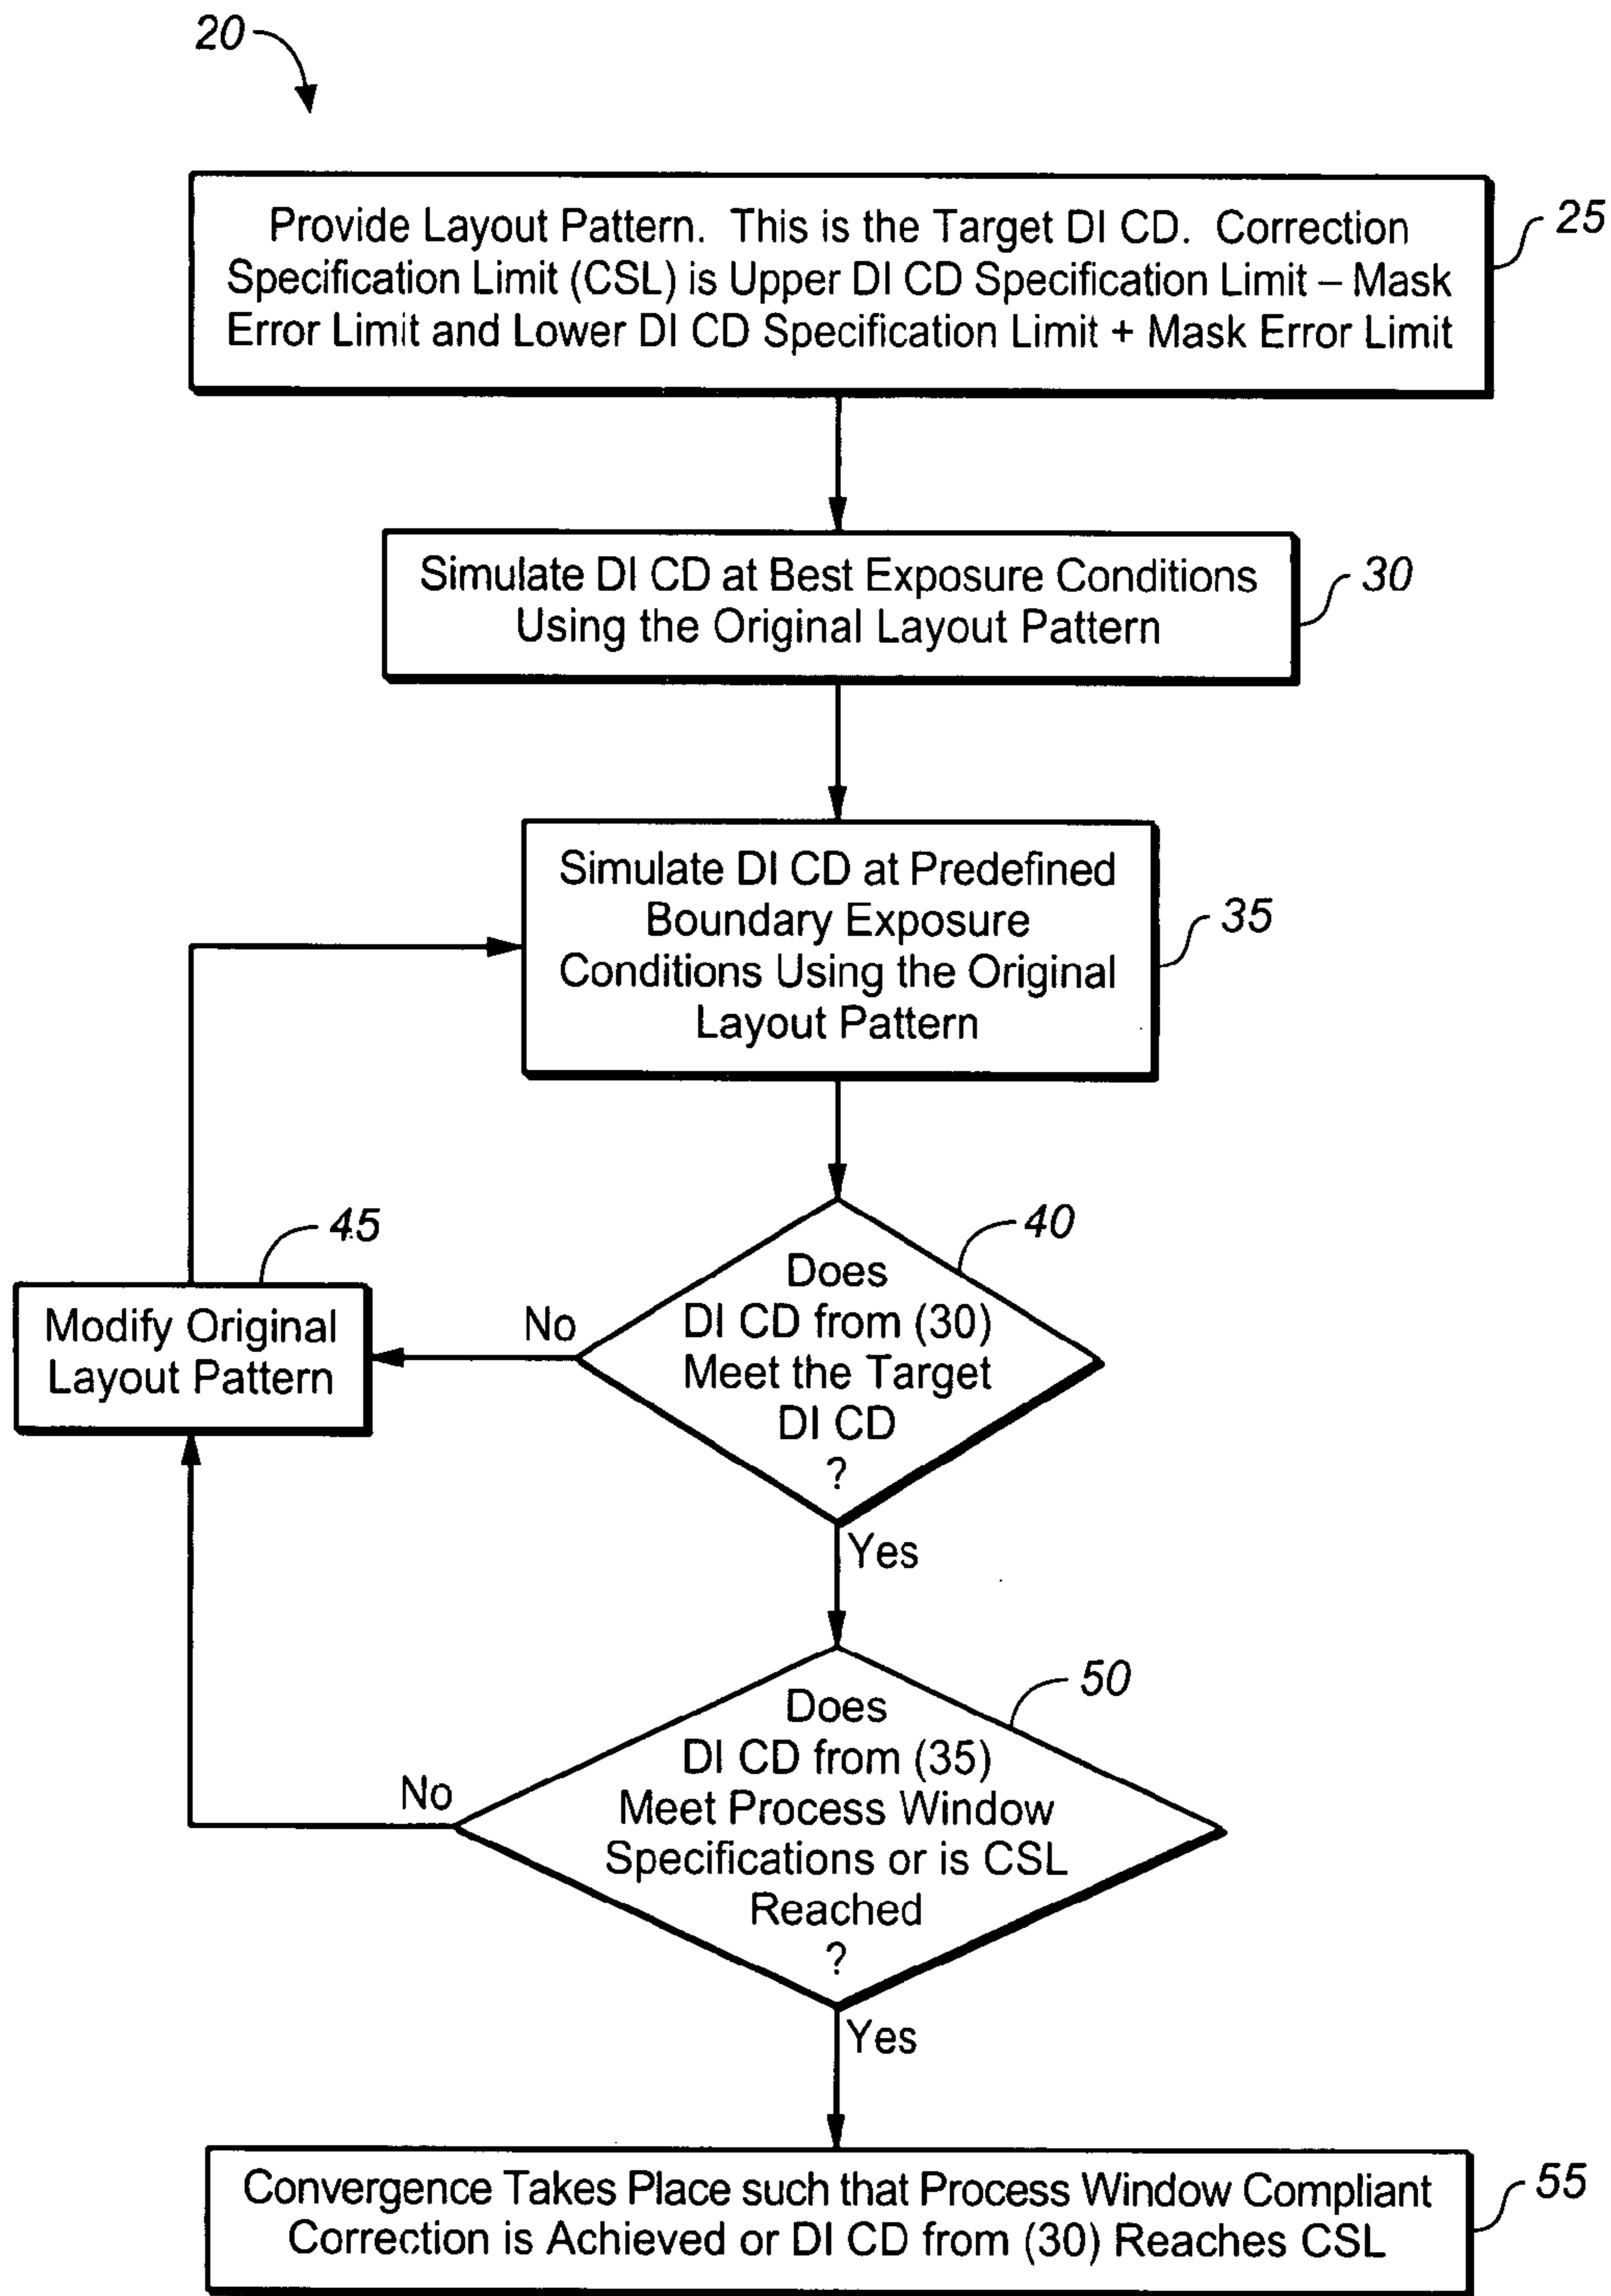 20
Provide Layout Pattern. This is the Target DI CD. Correction
Specification Limit (CSL) is Upper DI CD Specification Limit – Mask
Error Limit and Lower DI CD Specification Limit + Mask Error Limit
25
Simulate DI CD at Best Exposure Conditions
Using the Original Layout Pattern
30
Simulate DI CD at Predefined
Boundary Exposure
Conditions Using the Original
Layout Pattern
35
45
Modify Original
Layout Pattern
No
40
Does
DI CD from (30)
Meet the Target
DI CD
?
Yes
50
No
Does
DI CD from (35)
Meet Process Window
Specifications or is CSL
Reached
?
Yes
Convergence Takes Place such that Process Window Compliant
Correction is Achieved or DI CD from (30) Reaches CSL
55